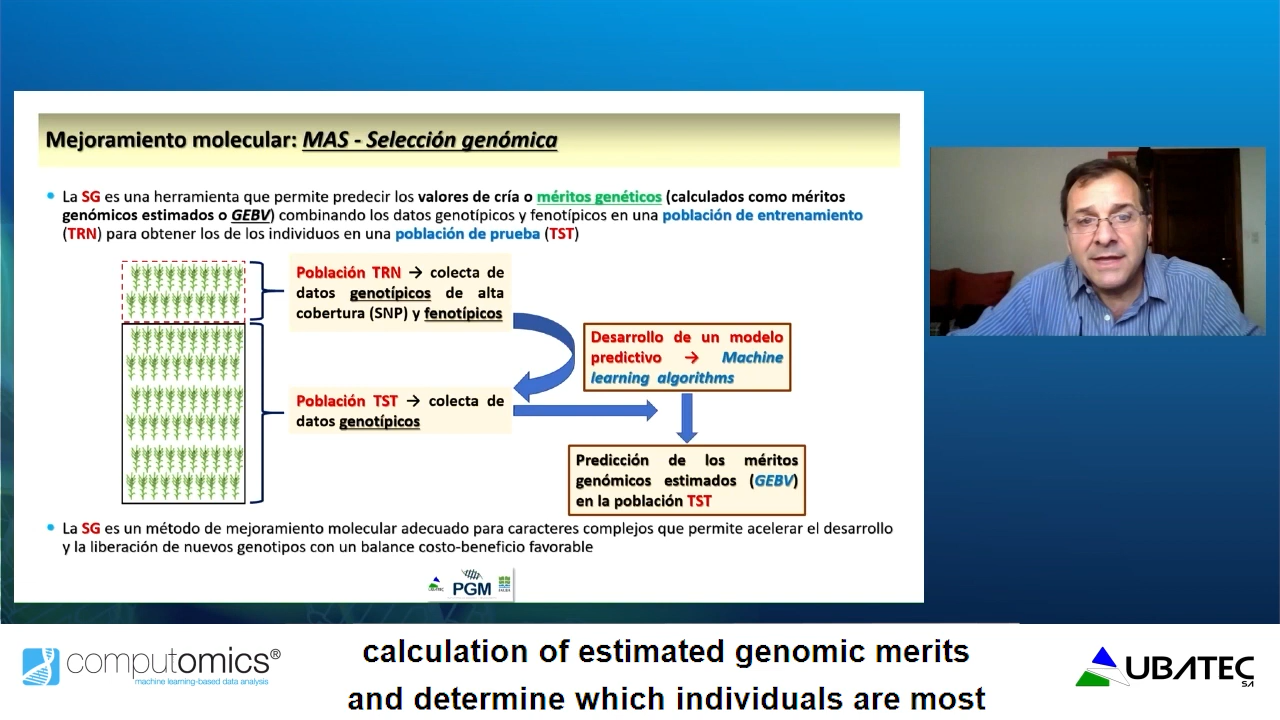 Mejoramiento molecular: MAS - Selección genómica
• La SG es una herramienta que permite predecir los valores de cría o méritos genéticos (calculados como méritos
genómicos estimados o GEBV) combinando los datos genotípicos y fenotípicos en una población de entrenamiento
(TRN) para obtener los de los individuos en una población de prueba (TST)
Población TRN → colecta de
datos genotípicos de alta
cobertura (SNP) y fenotípicos
Desarrollo de un modelo
predictivo → Machine
learning algorithms
Población TST → colecta de
datos genotípicos
Predicción de los méritos
genómicos estimados (GEBV)
en la población TST
• La SG es un método de mejoramiento molecular adecuado para caracteres complejos que permite acelerar el desarrollo
y la liberación de nuevos genotipos con un balance costo-beneficio favorable
UBATEC
PGM
computomics®
machine learning-based data analysis
calculation of estimated genomic merits
and determine which individuals are most
UBATEC
SA